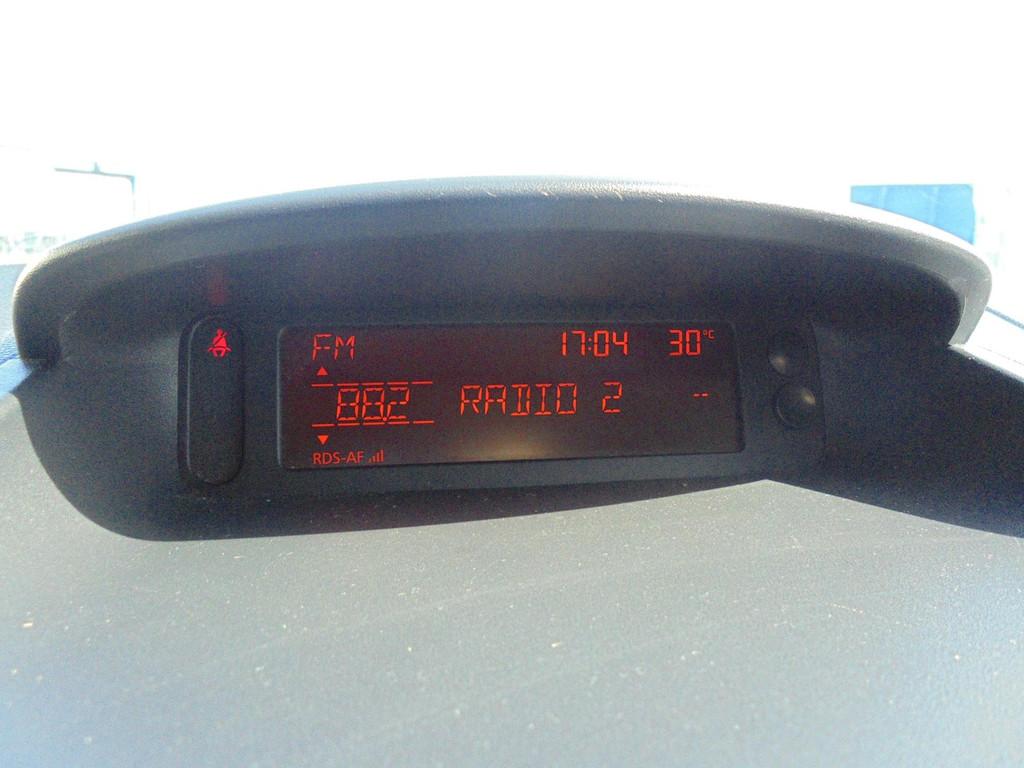 FM 17:04 30°C
88.2 RADIO 2 --
RDS-AF